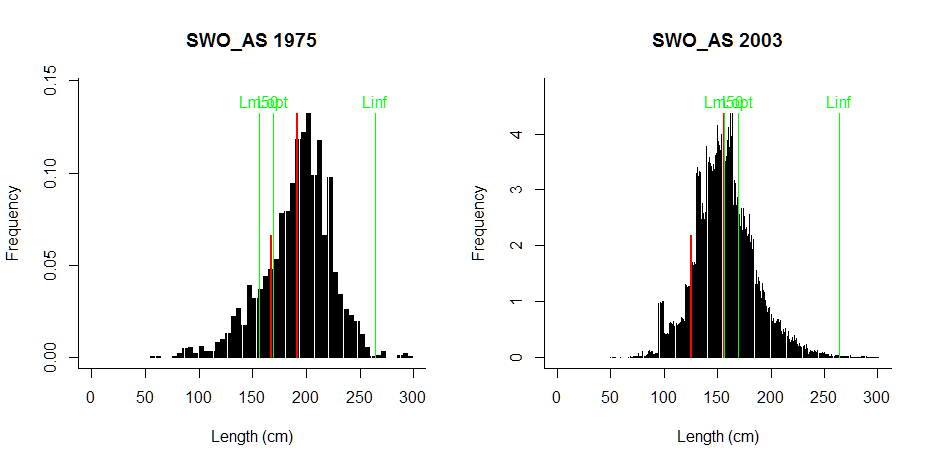 SWO_AS 1975
Frequency
0.15
0.10
0.05
0.00
Lm50
Lopt
Linf
0 50 100 150 200 250 300
Length (cm)
SWO_AS 2003
Frequency
4
3
2
1
0
Lm50
Lopt
Linf
0 50 100 150 200 250 300
Length (cm)